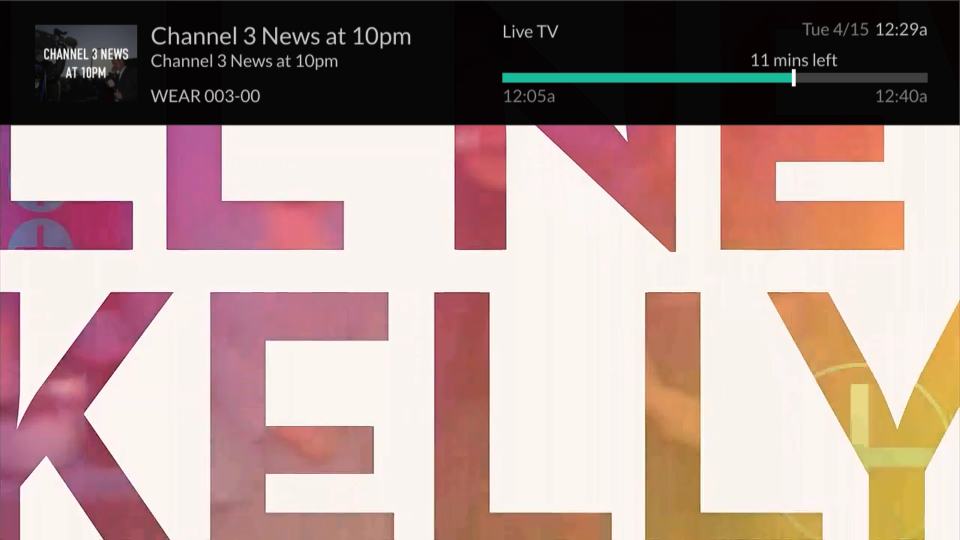 Channel 3 News at 10pm
Channel 3 News at 10pm
WEAR 003-00
CHANNEL 3 NEWS
AT 10PM
Live TV
Tue 4/15 12:29a
11 mins left
12:05a
12:40a
LL NE
KELLY